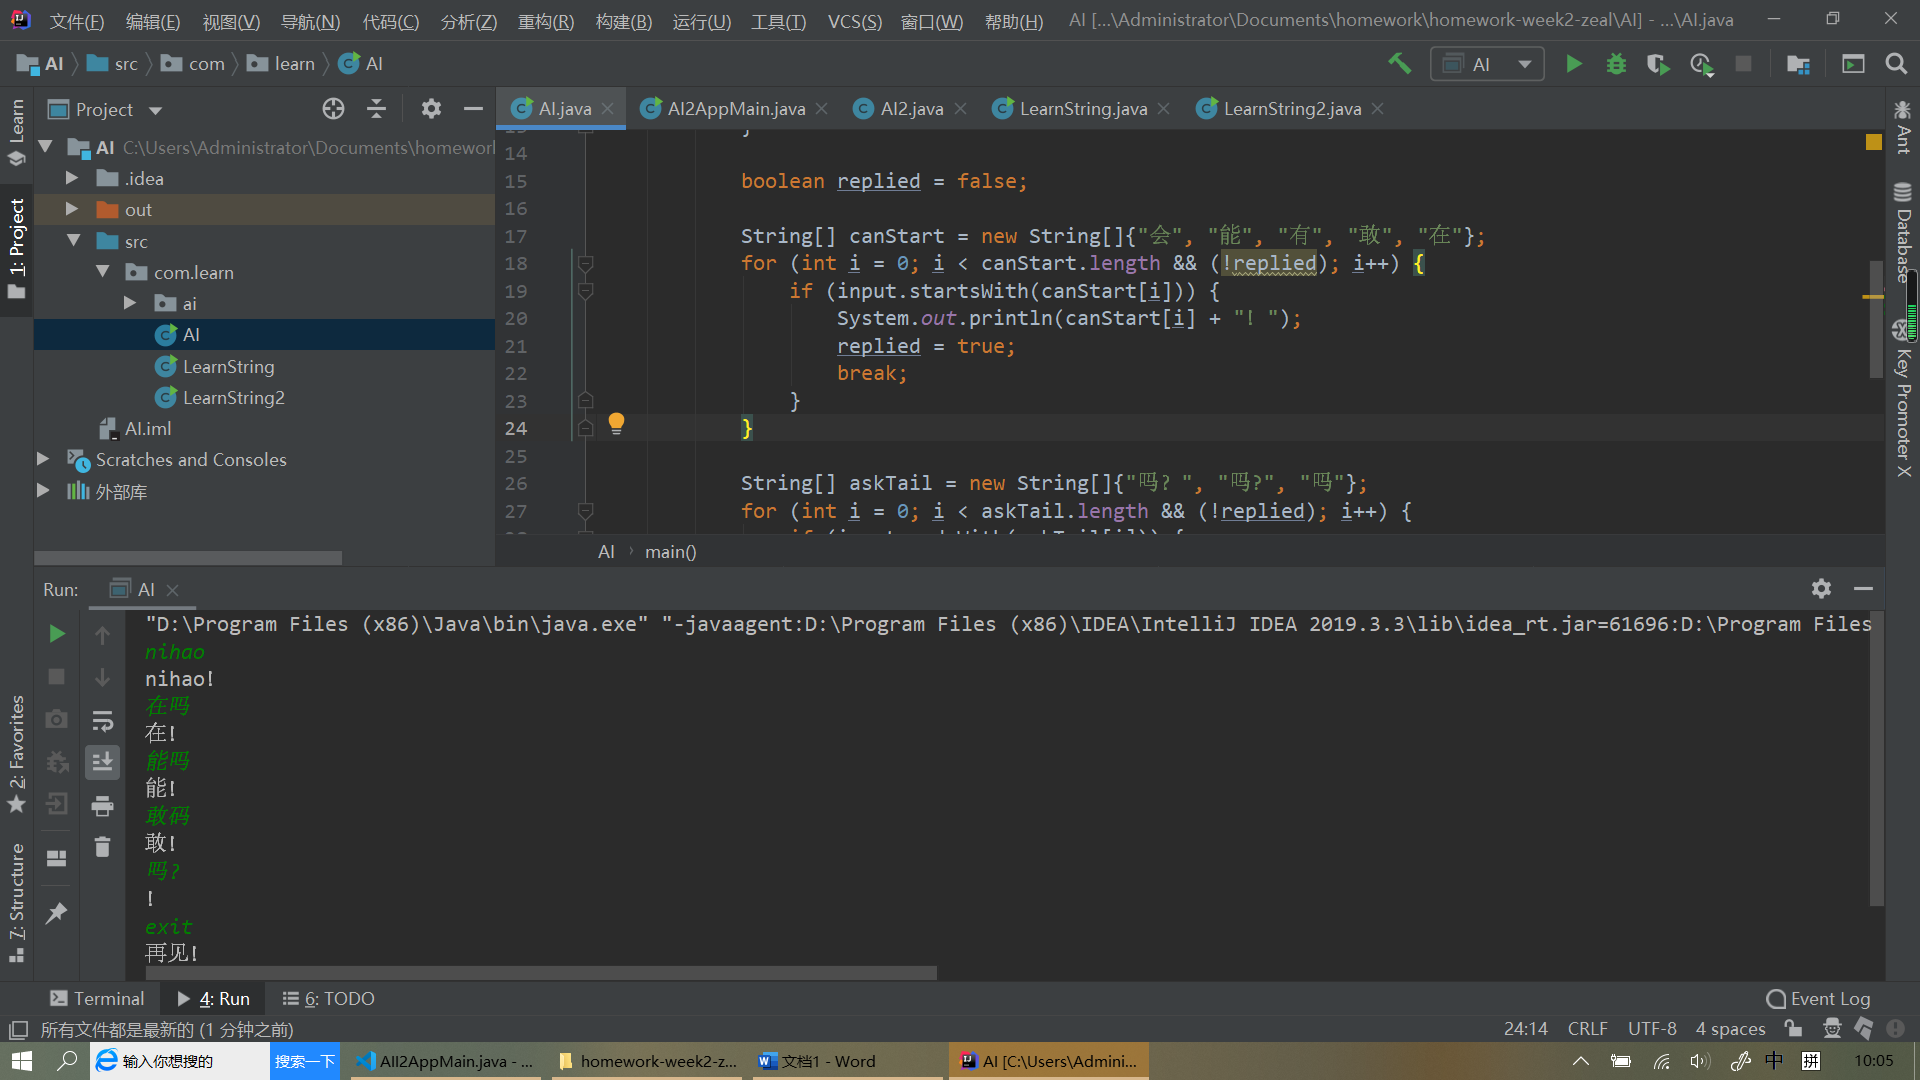 文件(F) 编辑(E) 视图(V) 导航(N) 代码(C) 分析(Z) 重构(R) 构建(B) 运行(U) 工具(T) VCS(S) 窗口(W) 帮助(H) AI [...\Administrator\Documents\homework\homework-week2-zeal\AI] - ...\AI.java
AI src com learn AI
AI
Project
AI.java AI2AppMain.java AI2.java LearnString.java LearnString2.java
AI C:\Users\Administrator\Documents\homework
.idea
out
src
com.learn
ai
AI
LearnString
LearnString2
AI.iml
Scratches and Consoles
外部库
Learn
1: Project
2: Favorites
7: Structure
Ant
Database
Key Promoter X
14
15 boolean replied = false;
16
17 String[] canStart = new String[]{"会", "能", "有", "敢", "在"};
18 for (int i = 0; i < canStart.length && (!replied); i++) {
19 if (input.startsWith(canStart[i])) {
20 System.out.println(canStart[i] + "！");
21 replied = true;
22 break;
23 }
24 }
25
26 String[] askTail = new String[]{"吗？", "吗?", "吗"};
27 for (int i = 0; i < askTail.length && (!replied); i++) {
AI main()
Run: AI
"D:\Program Files (x86)\Java\bin\java.exe" "-javaagent:D:\Program Files (x86)\IDEA\IntelliJ IDEA 2019.3.3\lib\idea_rt.jar=61696:D:\Program Files
nihao
nihao！
在吗
在！
能吗
能！
敢码
敢！
吗？
！
exit
再见！
Terminal 4: Run 6: TODO Event Log
所有文件都是最新的 (1 分钟之前) 24:14 CRLF UTF-8 4 spaces
输入你想搜的 搜索一下 AII2AppMain.java - ... homework-week2-z... 文档1 - Word AI [C:\Users\Admini... 中 拼 10:05